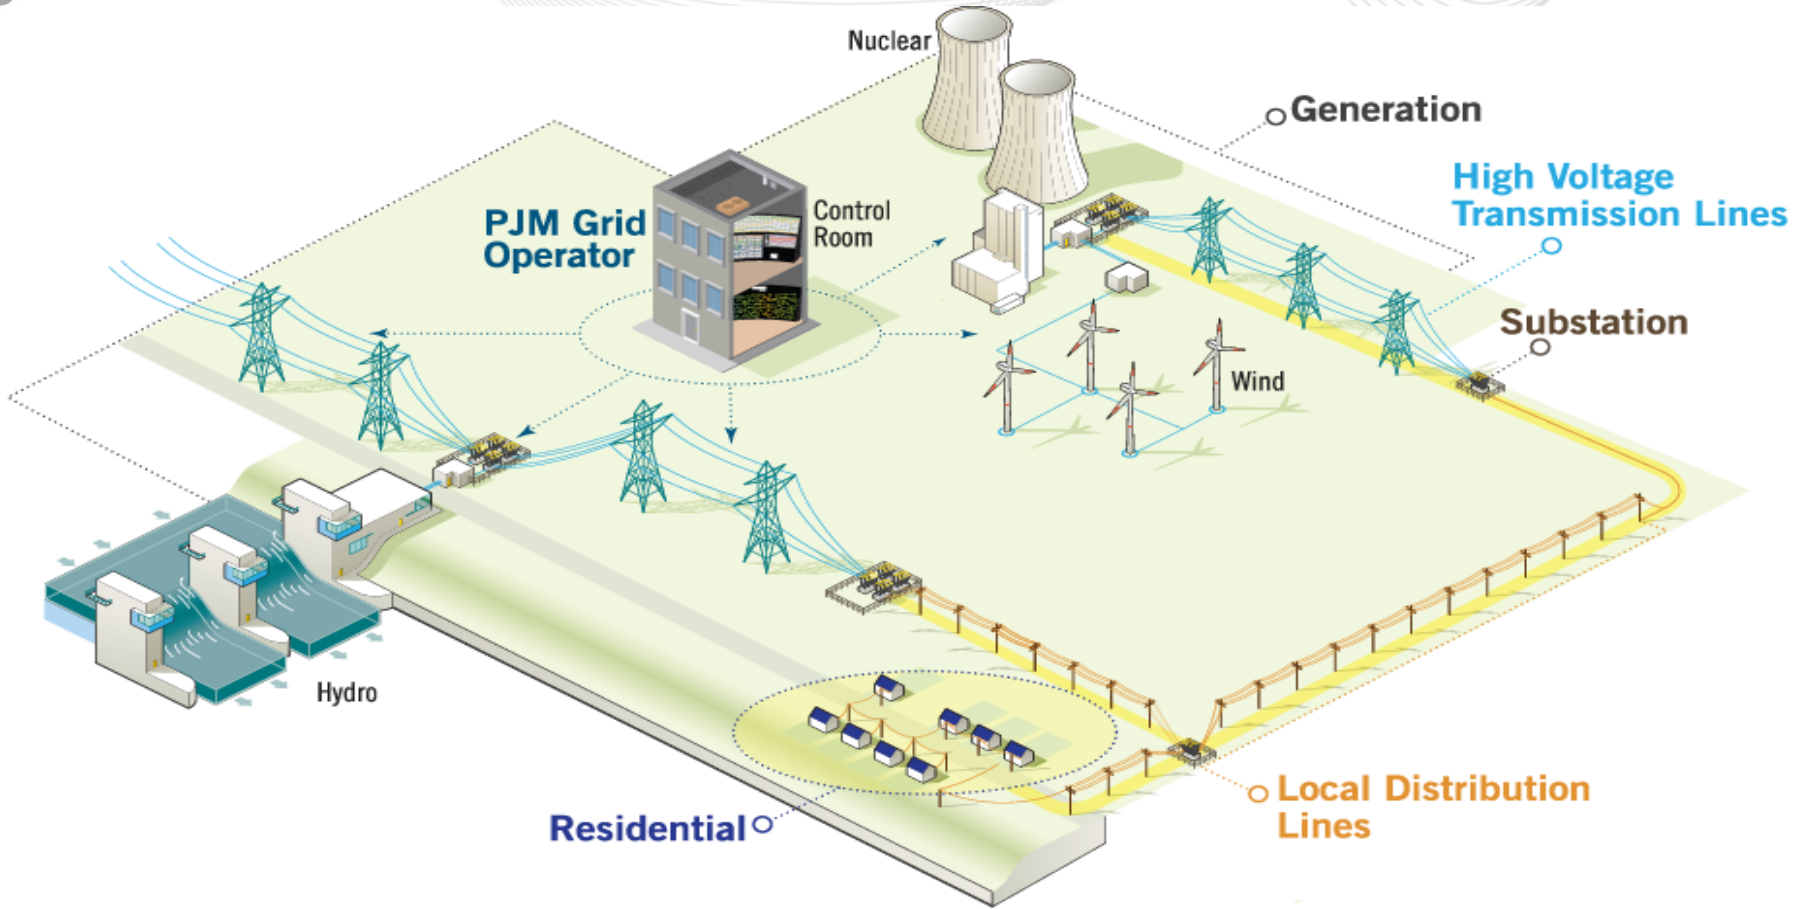 Nuclear
Generation
High Voltage
Transmission Lines
PJM Grid
Operator
Control
Room
Substation
Wind
Hydro
Residential
Local Distribution
Lines